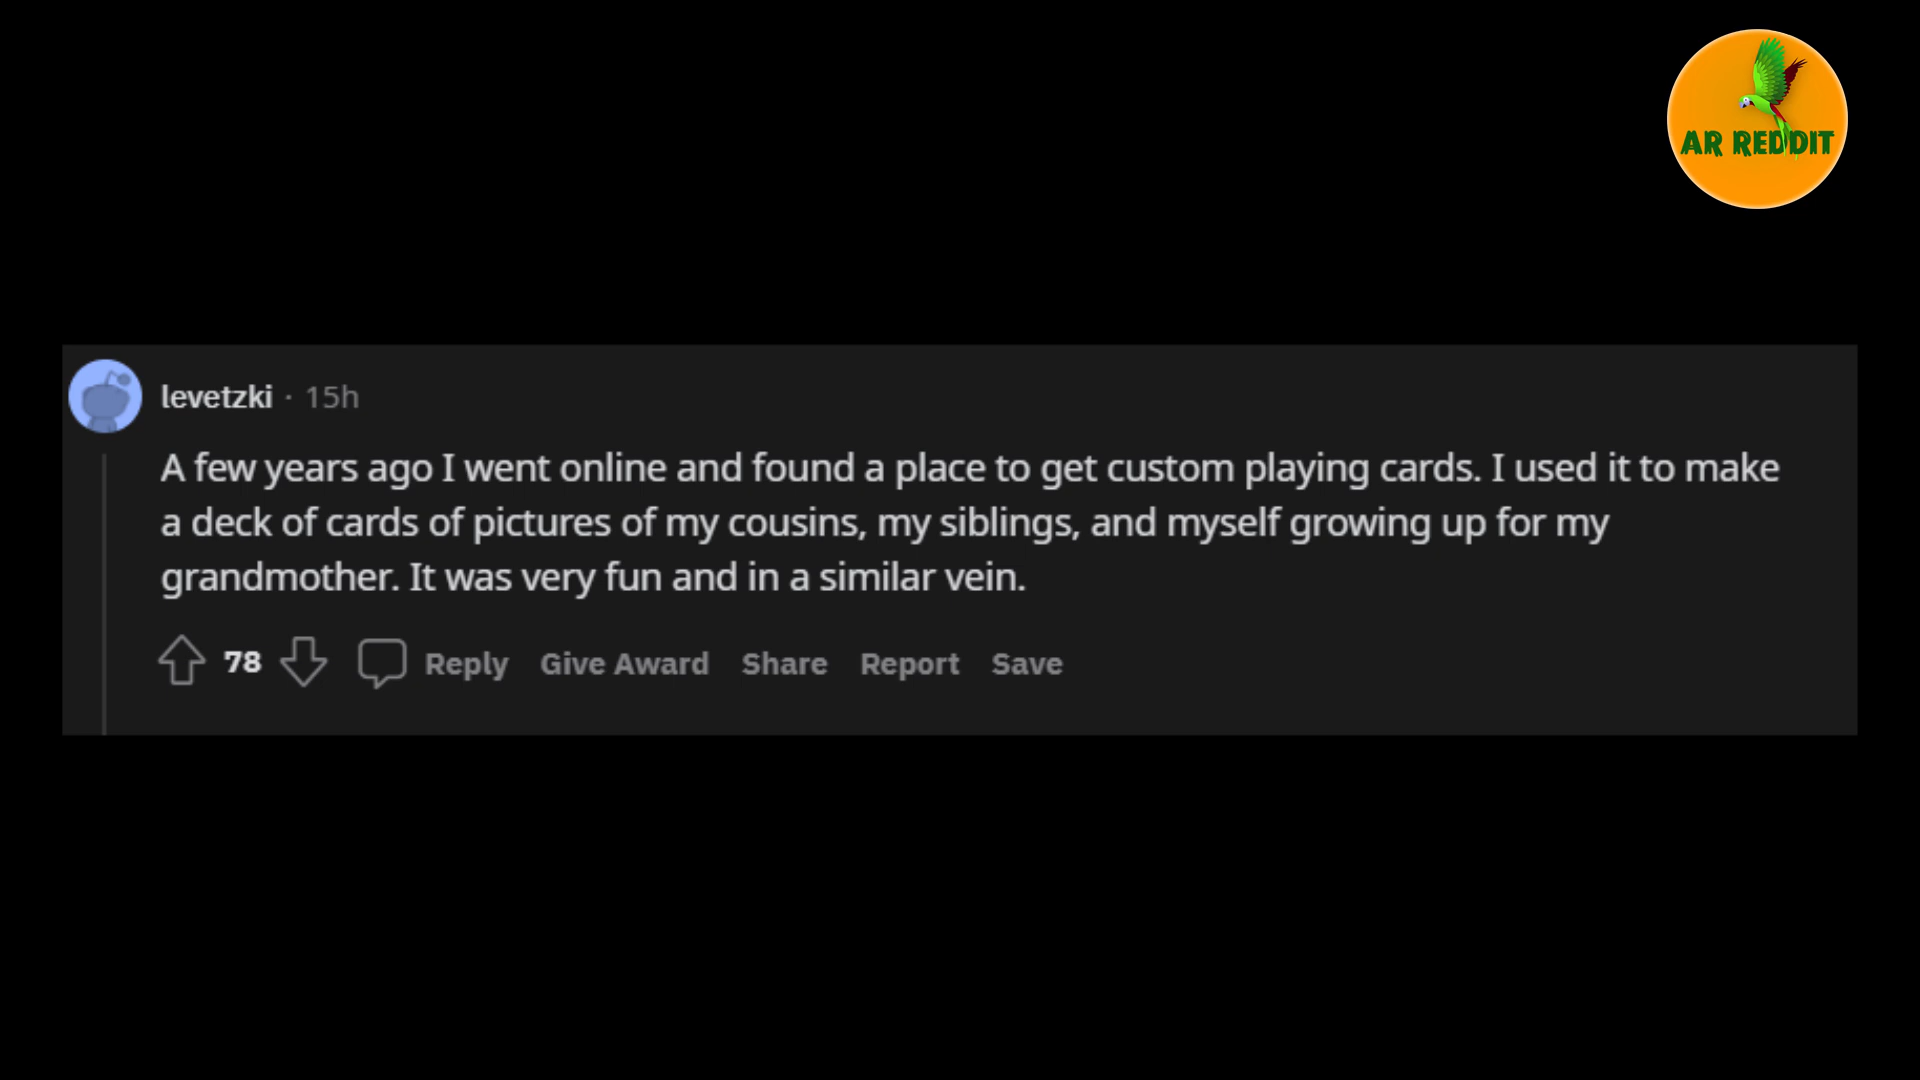 AR REDDIT
levetzki · 15h
A few years ago I went online and found a place to get custom playing cards. I used it to make
a deck of cards of pictures of my cousins, my siblings, and myself growing up for my
grandmother. It was very fun and in a similar vein.
78 Reply Give Award Share Report Save